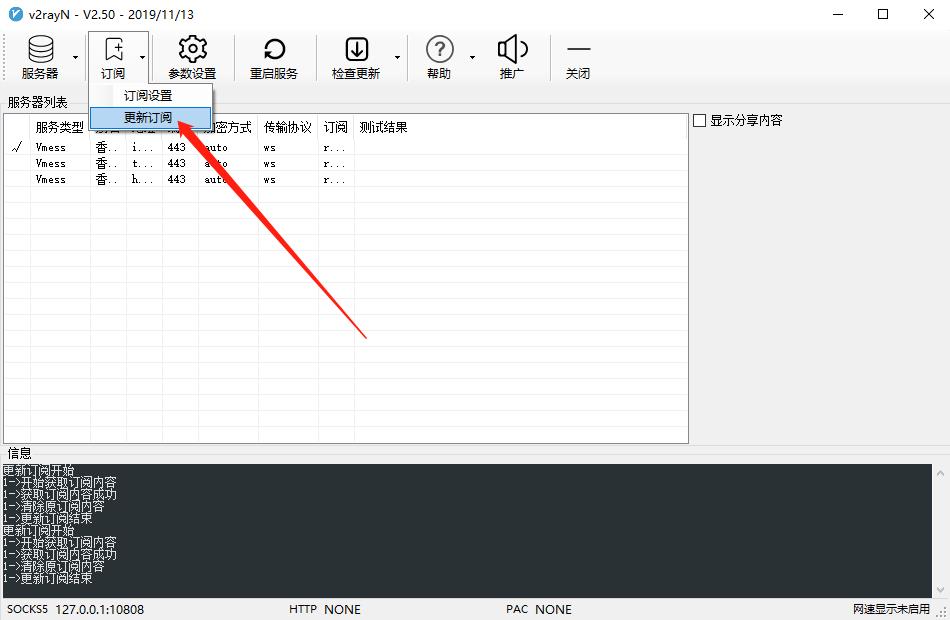 v2rayN - V2.50 - 2019/11/13
服务器 订阅 参数设置 重启服务 检查更新 帮助 推广 关闭
订阅设置
更新订阅
服务器列表
服务类型 加密方式 传输协议 订阅 测试结果
显示分享内容
Vmess 香.. i... 443 auto ws r...
Vmess 香.. t... 443 auto ws r...
Vmess 香.. h... 443 auto ws r...
信息
更新订阅开始
1->开始获取订阅内容
1->获取订阅内容成功
1->清除原订阅内容
1->更新订阅结束
更新订阅开始
1->开始获取订阅内容
1->获取订阅内容成功
1->清除原订阅内容
1->更新订阅结束
SOCKS5 127.0.0.1:10808 HTTP NONE PAC NONE 网速显示未启用